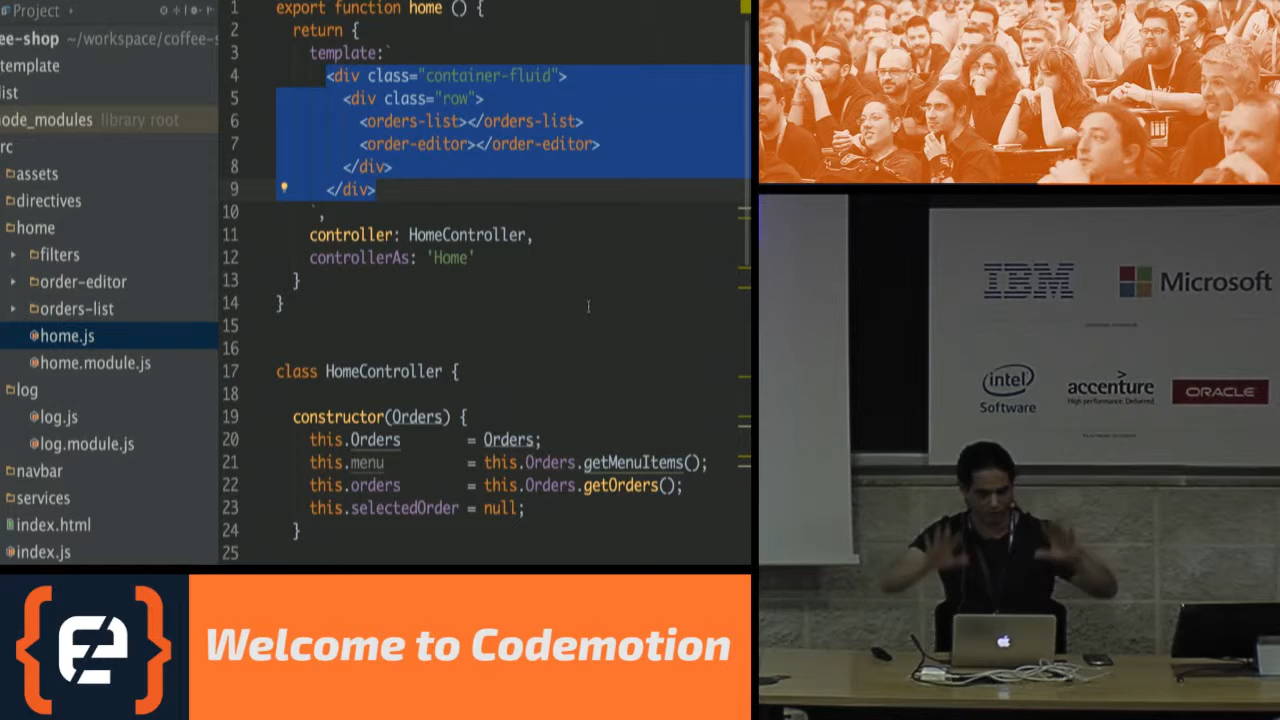 Project
ee-shop ~/workspace/coffee-s
template
list
node_modules library root
rc
assets
directives
home
filters
order-editor
orders-list
home.js
home.module.js
log
log.js
log.module.js
navbar
services
index.html
index.js
1 export function home () {
2 return {
3 template:`
4 <div class="container-fluid">
5 <div class="row">
6 <orders-list></orders-list>
7 <order-editor></order-editor>
8 </div>
9 </div>
10 `,
11 controller: HomeController,
12 controllerAs: 'Home'
13 }
14 }
15
16
17 class HomeController {
18
19 constructor(Orders) {
20 this.Orders = Orders;
21 this.menu = this.Orders.getMenuItems();
22 this.orders = this.Orders.getOrders();
23 this.selectedOrder = null;
24 }
25
IBM
Microsoft
intel
Software
accenture
High performance. Delivered.
ORACLE
Welcome to Codemotion